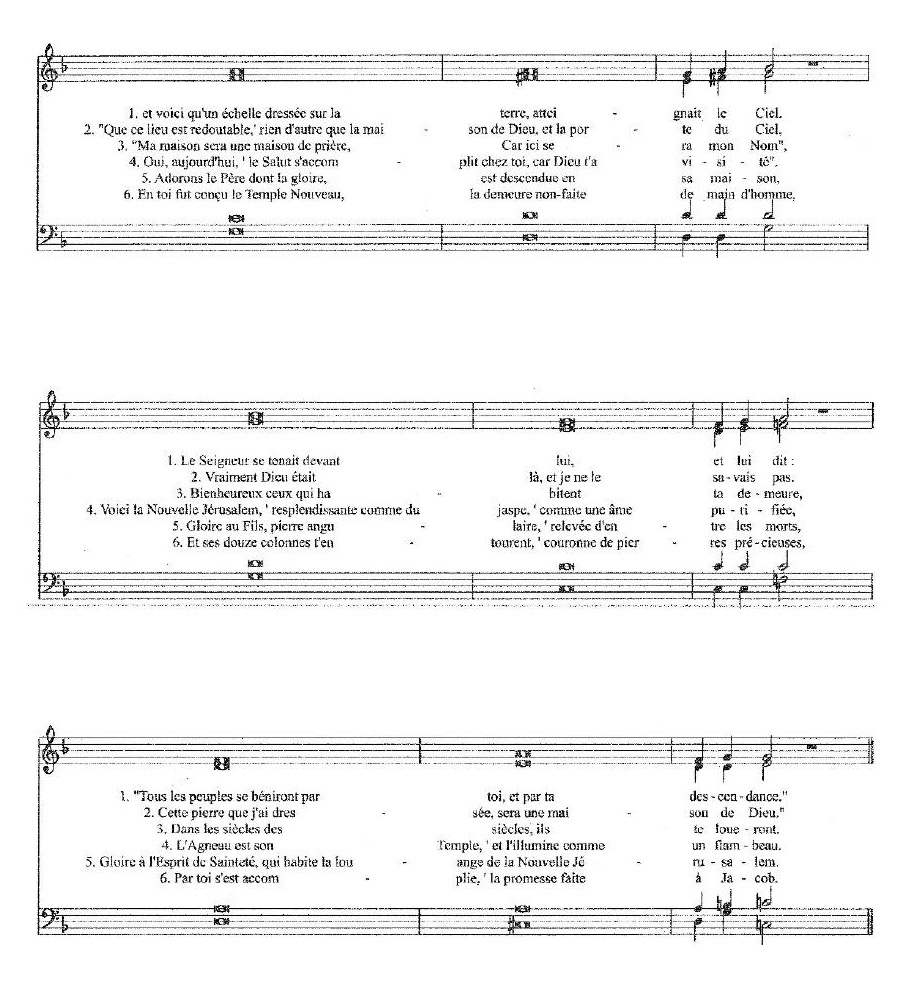 1. et voici qu'un échelle dressée sur la terre, attei - gnait le Ciel.
2. "Que ce lieu est redoutable,' rien d'autre que la mai - son de Dieu, et la por - te du Ciel,
3. "Ma maison sera une maison de prière, Car ici se - ra mon Nom",
4. Oui, aujourd'hui, ' le Salut s'accom - plit chez toi, car Dieu t'a vi - si - té".
5. Adorons le Père dont la gloire, est descendue en sa mai - son,
6. En toi fut conçu le Temple Nouveau, la demeure non-faite de main d'homme,
1. Le Seigneur se tenait devant lui, et lui dit :
2. Vraiment Dieu était là, et je ne le sa - vais pas.
3. Bienheureux ceux qui ha - bitent ta de - meure,
4. Voici la Nouvelle Jérusalem, ' resplendissante comme du jaspe, ' comme une âme pu - ri - fiée,
5. Gloire au Fils, pierre angu - laire, ' relevée d'en - tre les morts,
6. Et ses douze colonnes t'en - tourent, ' couronne de pier - res pré - cieuses,
1. "Tous les peuples se béniront par toi, et par ta des - cen - dance."
2. Cette pierre que j'ai dres - sée, sera une mai - son de Dieu."
3. Dans les siècles des siècles, ils te loue - ront.
4. L'Agneau est son Temple, ' et l'illumine comme un flam - beau.
5. Gloire à l'Esprit de Sainteté, qui habite la lou - ange de la Nouvelle Jé - ru - sa - lem.
6. Par toi s'est accom - plie, ' la promesse faite à Ja - cob.